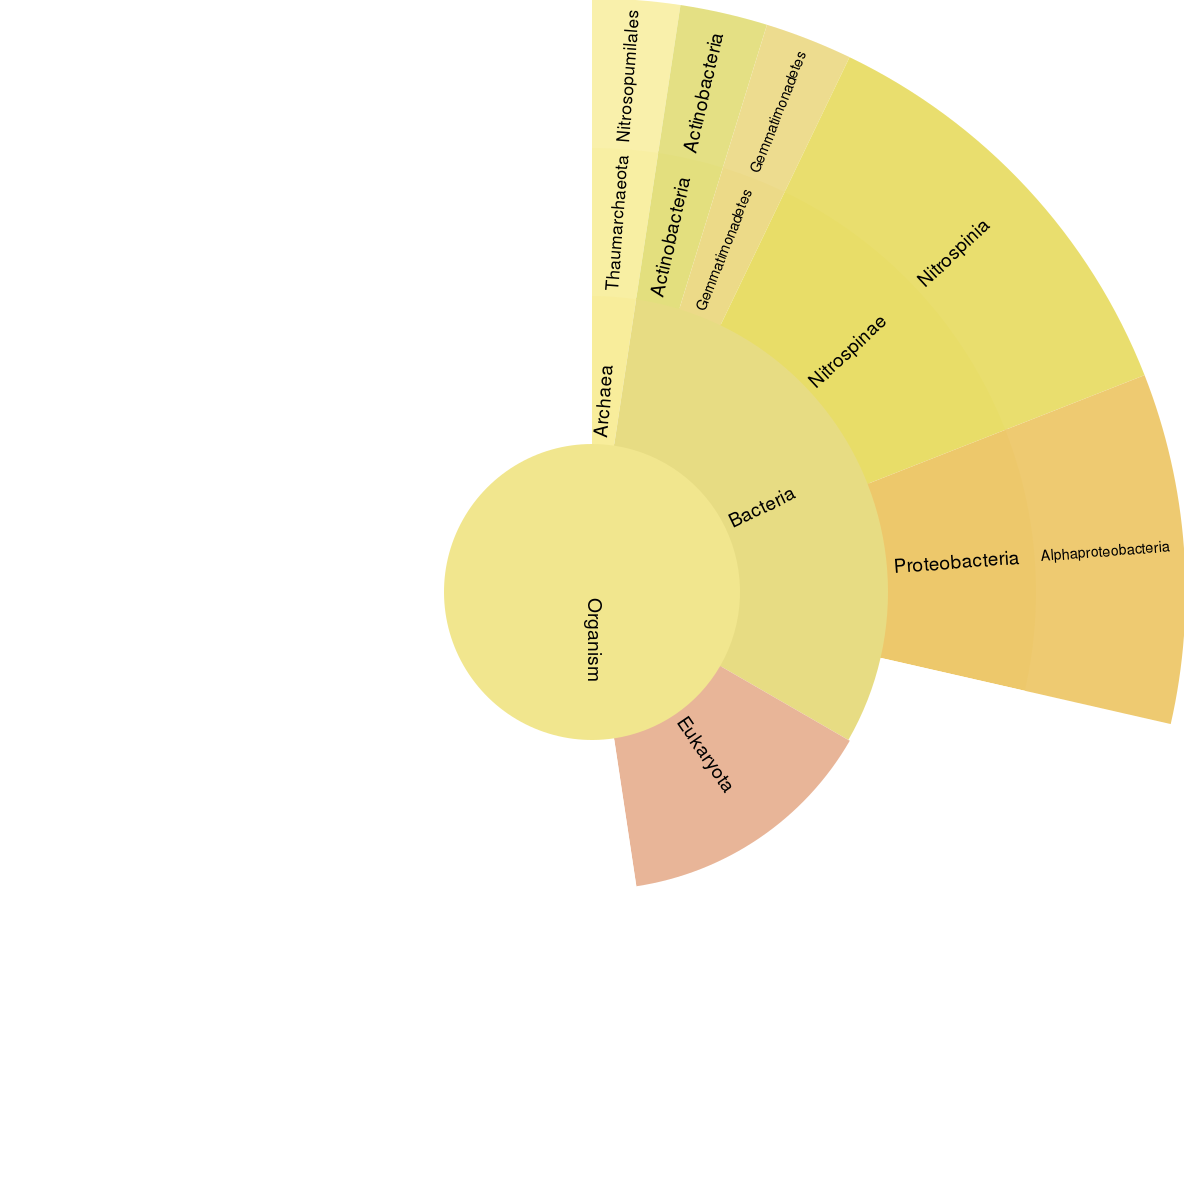 Nitrosopumilales
Actinobacteria
Gemmatimonadetes
Thaumarchaeota
Actinobacteria
Gemmatimonadetes
Nitrospinia
Nitrospinae
Archaea
Bacteria
Proteobacteria
Alphaproteobacteria
Organism
Eukaryota